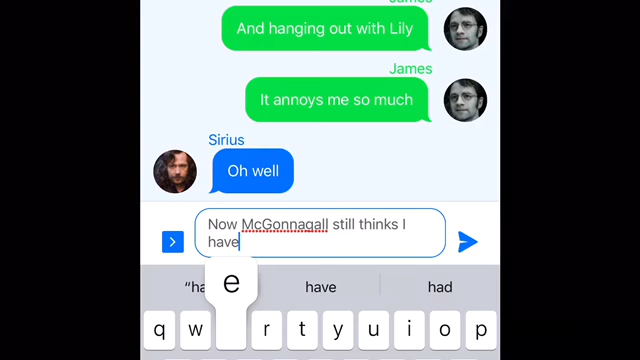 James
And hanging out with Lily
James
It annoys me so much
Sirius
Oh well
Now McGonnagall still thinks I
have
"ha
have
had
e
q w r t y u i o p